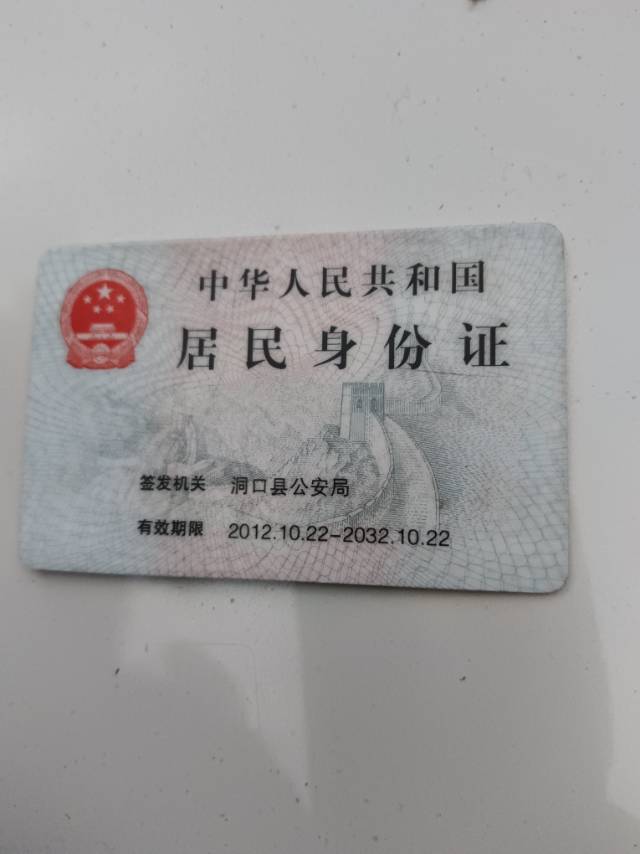 中华人民共和国
居民身份证
签发机关 洞口县公安局
有效期限 2012.10.22-2032.10.22